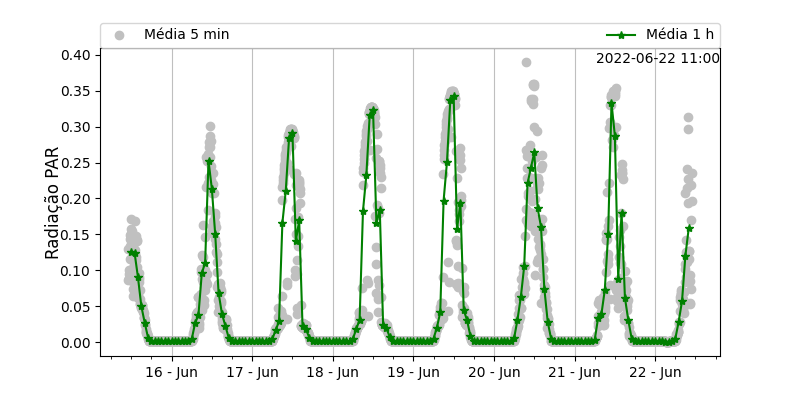 Média 5 min
Média 1 h
2022-06-22 11:00
Radiação PAR
0.40
0.35
0.30
0.25
0.20
0.15
0.10
0.05
0.00
16 - Jun
17 - Jun
18 - Jun
19 - Jun
20 - Jun
21 - Jun
22 - Jun